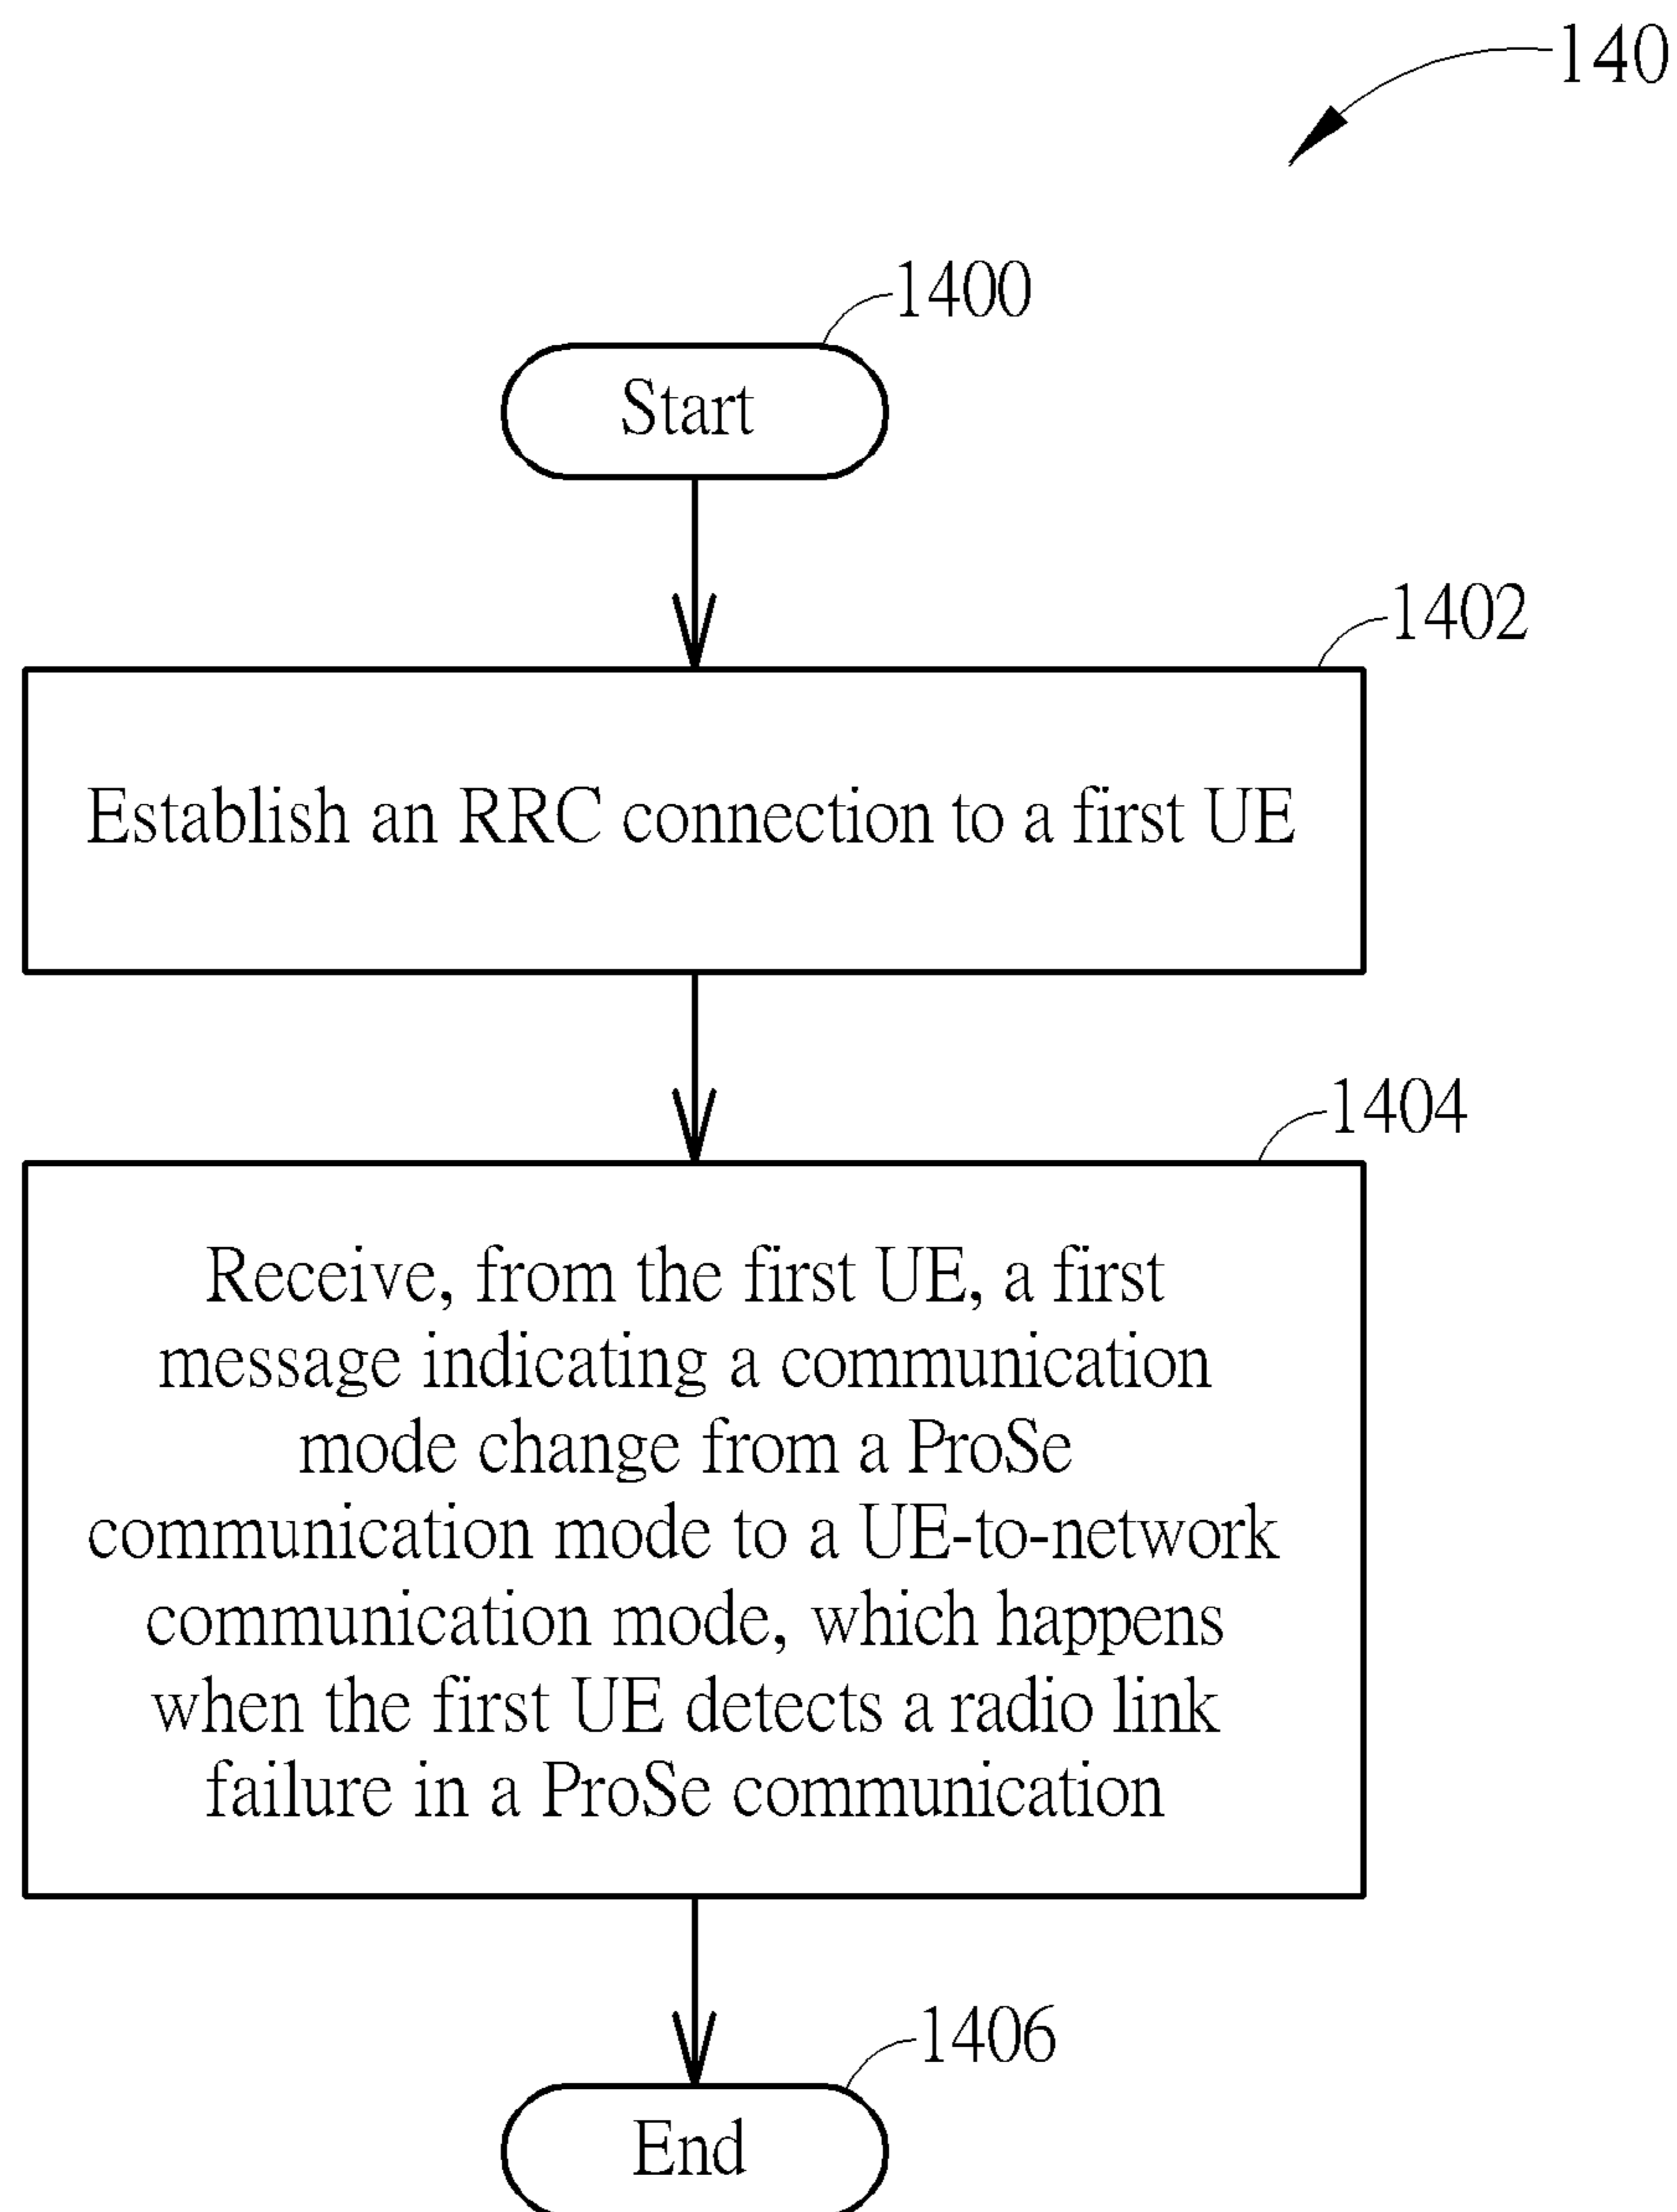 140
1400
Start
1402
Establish an RRC connection to a first UE
1404
Receive, from the first UE, a first
message indicating a communication
mode change from a ProSe
communication mode to a UE-to-network
communication mode, which happens
when the first UE detects a radio link
failure in a ProSe communication
1406
End